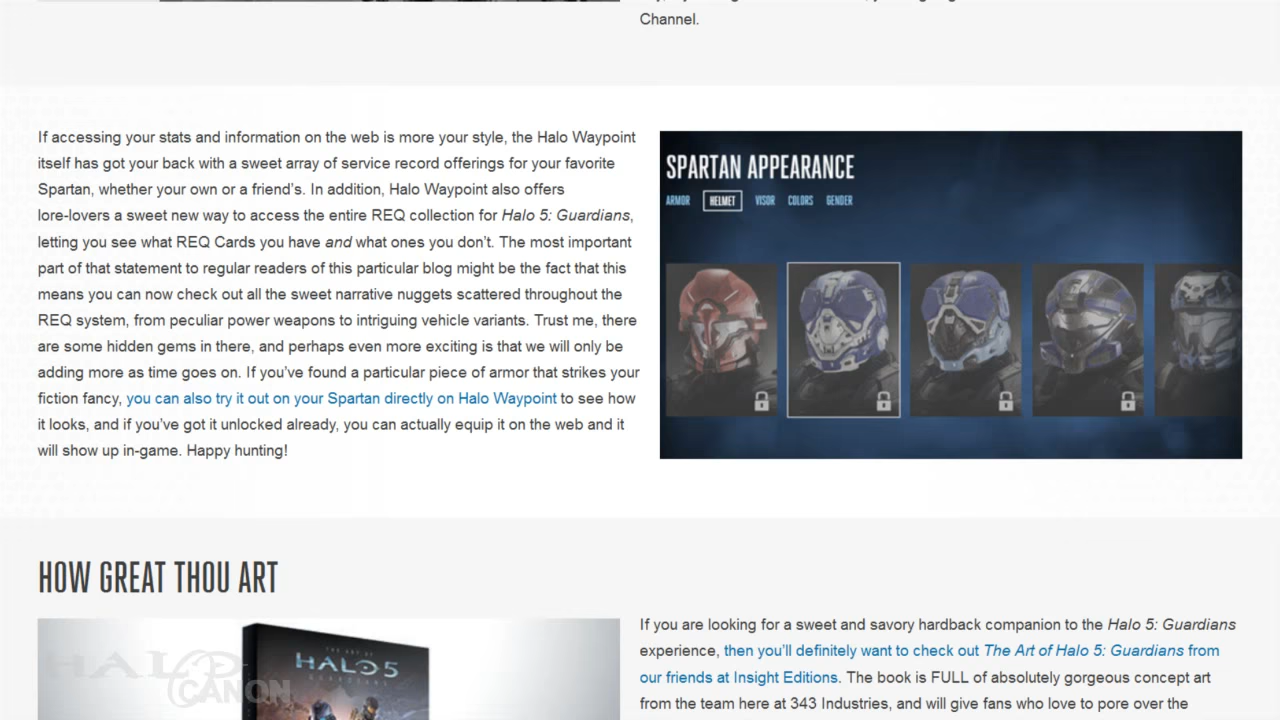 Channel.
If accessing your stats and information on the web is more your style, the Halo Waypoint
itself has got your back with a sweet array of service record offerings for your favorite
Spartan, whether your own or a friend's. In addition, Halo Waypoint also offers
lore-lovers a sweet new way to access the entire REQ collection for Halo 5: Guardians,
letting you see what REQ Cards you have and what ones you don't. The most important
part of that statement to regular readers of this particular blog might be the fact that this
means you can now check out all the sweet narrative nuggets scattered throughout the
REQ system, from peculiar power weapons to intriguing vehicle variants. Trust me, there
are some hidden gems in there, and perhaps even more exciting is that we will only be
adding more as time goes on. If you've found a particular piece of armor that strikes your
fiction fancy, you can also try it out on your Spartan directly on Halo Waypoint to see how
it looks, and if you've got it unlocked already, you can actually equip it on the web and it
will show up in-game. Happy hunting!
SPARTAN APPEARANCE
ARMOR HELMET VISOR COLORS GENDER
HOW GREAT THOU ART
THE ART OF
HALO 5
GUARDIANS
HALO
CANON
If you are looking for a sweet and savory hardback companion to the Halo 5: Guardians
experience, then you'll definitely want to check out The Art of Halo 5: Guardians from
our friends at Insight Editions. The book is FULL of absolutely gorgeous concept art
from the team here at 343 Industries, and will give fans who love to pore over the